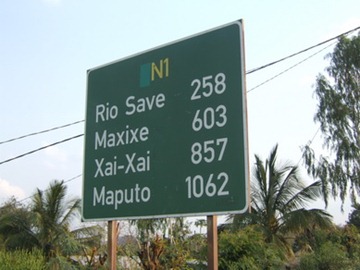 N1
Rio Save 258
Maxixe 603
Xai-Xai 857
Maputo 1062